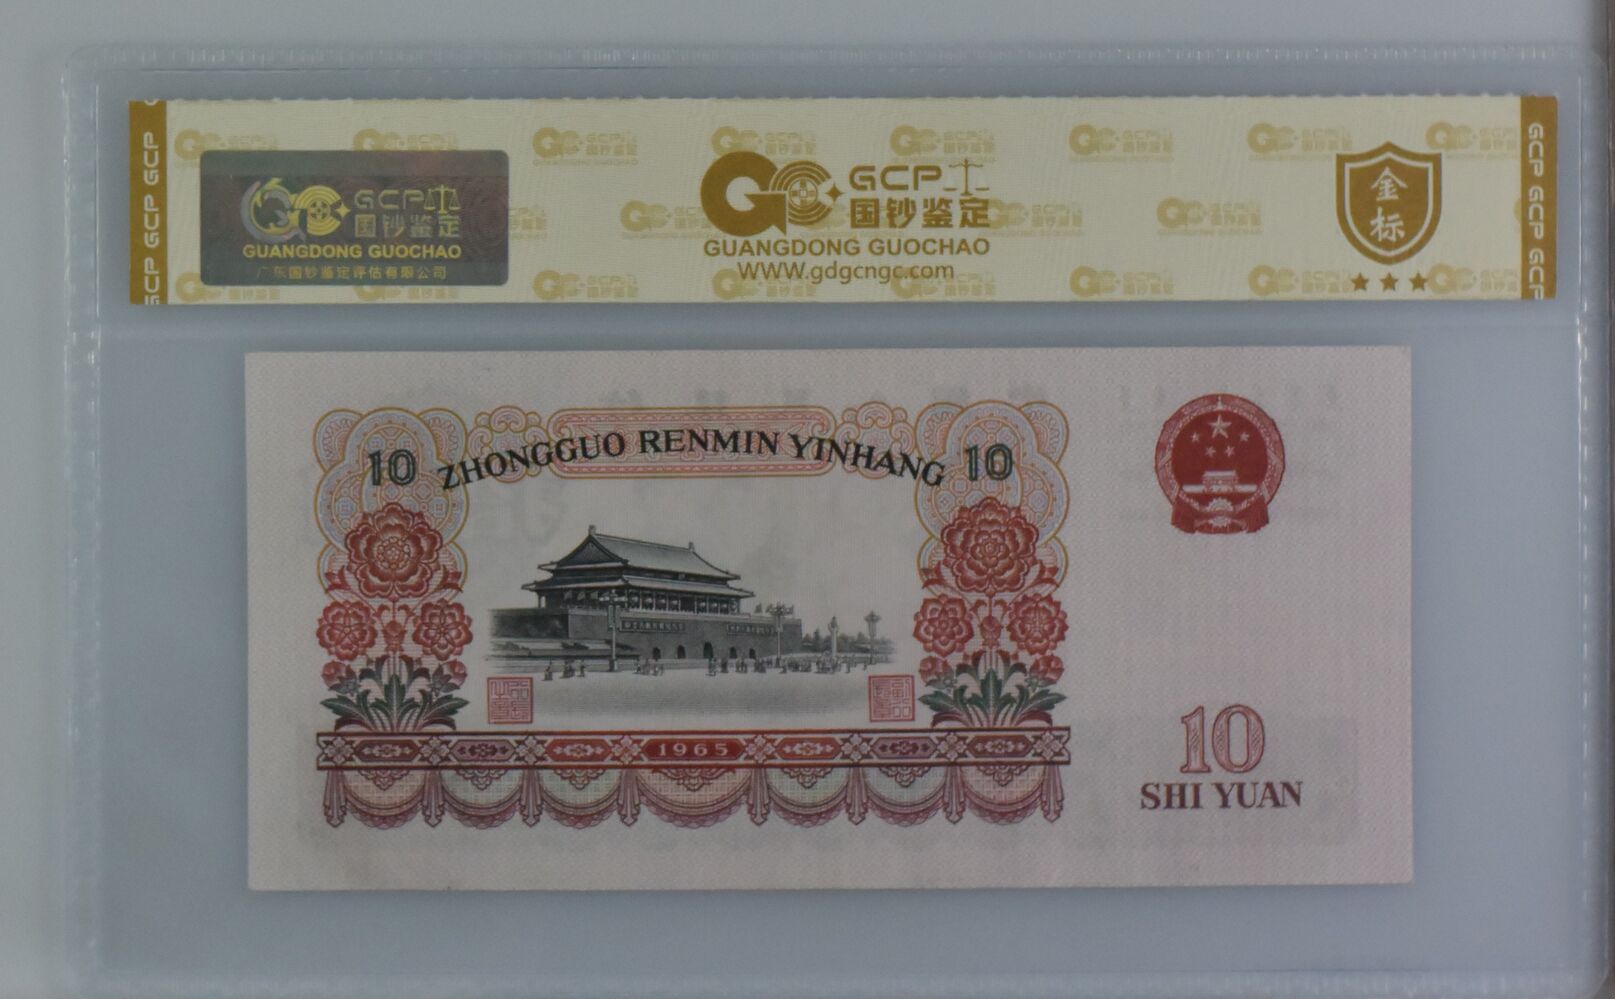 GCP 国钞鉴定
GUANGDONG GUOCHAO
广东国钞鉴定评估有限公司
GCP 国钞鉴定
GUANGDONG GUOCHAO
WWW.gdgcngc.com
金标
GCP GCP GCP
GCP GCP GCP
10 ZHONGGUO RENMIN YINHANG 10
1965
10
SHI YUAN